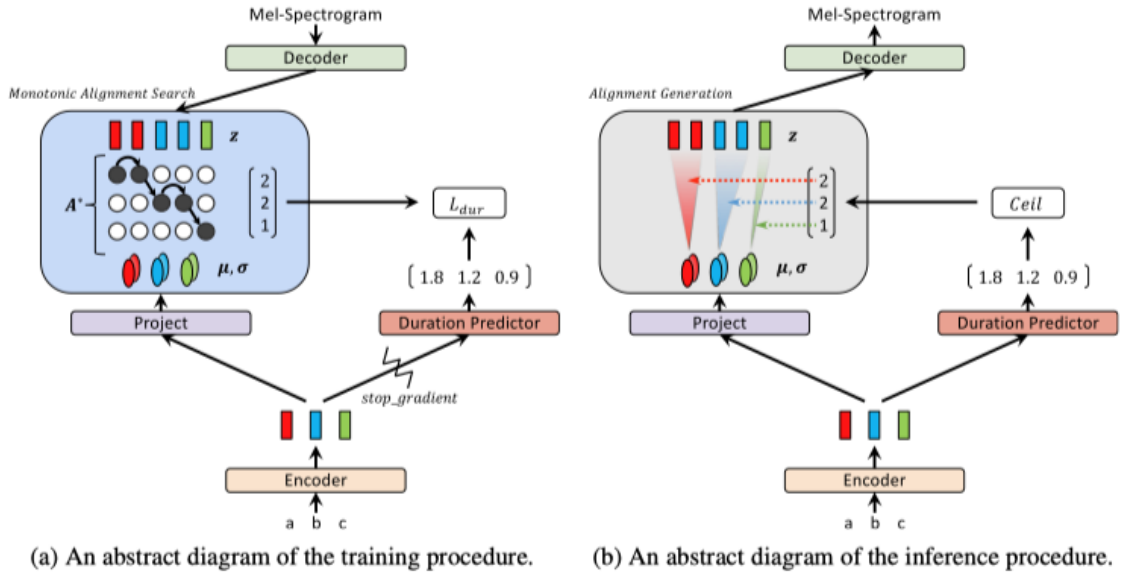 Mel-Spectrogram
Decoder
Monotonic Alignment Search
z
A*
2
2
1
μ, σ
L_dur
1.8 1.2 0.9
Project
Duration Predictor
stop_gradient
Encoder
a b c
(a) An abstract diagram of the training procedure.
Mel-Spectrogram
Decoder
Alignment Generation
z
2
2
1
μ, σ
Ceil
1.8 1.2 0.9
Project
Duration Predictor
Encoder
a b c
(b) An abstract diagram of the inference procedure.